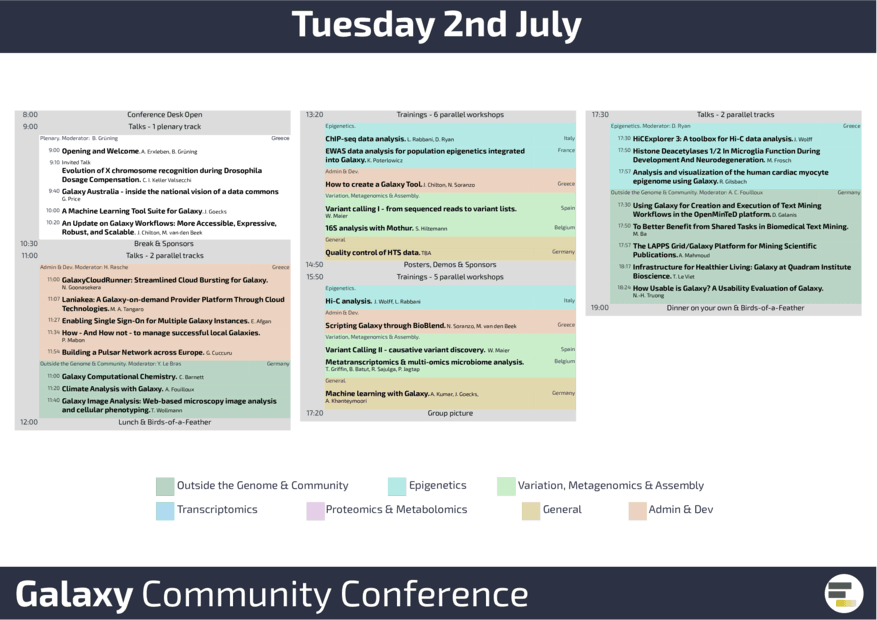 Tuesday 2nd July
8:00 Conference Desk Open
9:00 Talks - 1 plenary track
Plenary. Moderator: B. Grüning Greece
9:00 Opening and Welcome. A. Erxleben, B. Grüning
9:10 Invited Talk
Evolution of X chromosome recognition during Drosophila
Dosage Compensation. C. I. Keller Valsecchi
9:40 Galaxy Australia - inside the national vision of a data commons
G. Price
10:00 A Machine Learning Tool Suite for Galaxy. J. Goecks
10:20 An Update on Galaxy Workflows: More Accessible, Expressive,
Robust, and Scalable. J. Chilton, M. van den Beek
10:30 Break & Sponsors
11:00 Talks - 2 parallel tracks
Admin & Dev. Moderator: H. Rasche Greece
11:00 GalaxyCloudRunner: Streamlined Cloud Bursting for Galaxy.
N. Goonasekera
11:07 Laniakea: A Galaxy-on-demand Provider Platform Through Cloud
Technologies. M. A. Tangaro
11:27 Enabling Single Sign-On for Multiple Galaxy Instances. E. Afgan
11:34 How - And How not - to manage successful local Galaxies.
P. Mabon
11:54 Building a Pulsar Network across Europe. G. Cuccuru
Outside the Genome & Community. Moderator: Y. Le Bras Germany
11:00 Galaxy Computational Chemistry. C. Barnett
11:20 Climate Analysis with Galaxy. A. Fouilloux
11:40 Galaxy Image Analysis: Web-based microscopy image analysis
and cellular phenotyping. T. Wollmann
12:00 Lunch & Birds-of-a-Feather
13:20 Trainings - 6 parallel workshops
Epigenetics.
ChIP-seq data analysis. L. Rabbani, D. Ryan Italy
EWAS data analysis for population epigenetics integrated France
into Galaxy. K. Poterlowicz
Admin & Dev.
How to create a Galaxy Tool. J. Chilton, N. Soranzo Greece
Variation, Metagenomics & Assembly.
Variant calling I - from sequenced reads to variant lists. Spain
W. Maier
16S analysis with Mothur. S. Hiltemann Belgium
General.
Quality control of HTS data. TBA Germany
14:50 Posters, Demos & Sponsors
15:50 Trainings - 5 parallel workshops
Epigenetics.
Hi-C analysis. J. Wolff, L. Rabbani Italy
Admin & Dev.
Scripting Galaxy through BioBlend. N. Soranzo, M. van den Beek Greece
Variation, Metagenomics & Assembly.
Variant Calling II - causative variant discovery. W. Maier Spain
Metatranscriptomics & multi-omics microbiome analysis. Belgium
T. Griffin, B. Batut, R. Sajulga, P. Jagtap
General.
Machine learning with Galaxy. A. Kumar, J. Goecks, Germany
A. Khanteymoori
17:20 Group picture
17:30 Talks - 2 parallel tracks
Epigenetics. Moderator: D. Ryan Greece
17:30 HiCExplorer 3: A toolbox for Hi-C data analysis. J. Wolff
17:50 Histone Deacetylases 1/2 In Microglia Function During
Development And Neurodegeneration. M. Frosch
17:57 Analysis and visualization of the human cardiac myocyte
epigenome using Galaxy. R. Gilsbach
Outside the Genome & Community. Moderator: A. C. Fouilloux Germany
17:30 Using Galaxy for Creation and Execution of Text Mining
Workflows in the OpenMinTeD platform. D. Galanis
17:50 To Better Benefit from Shared Tasks in Biomedical Text Mining.
M. Ba
17:57 The LAPPS Grid/Galaxy Platform for Mining Scientific
Publications. A. Mahmoud
18:17 Infrastructure for Healthier Living: Galaxy at Quadram Institute
Bioscience. T. Le Viet
18:24 How Usable is Galaxy? A Usability Evaluation of Galaxy.
N.-H. Truong
19:00 Dinner on your own & Birds-of-a-Feather
Outside the Genome & Community Epigenetics Variation, Metagenomics & Assembly
Transcriptomics Proteomics & Metabolomics General Admin & Dev
Galaxy Community Conference